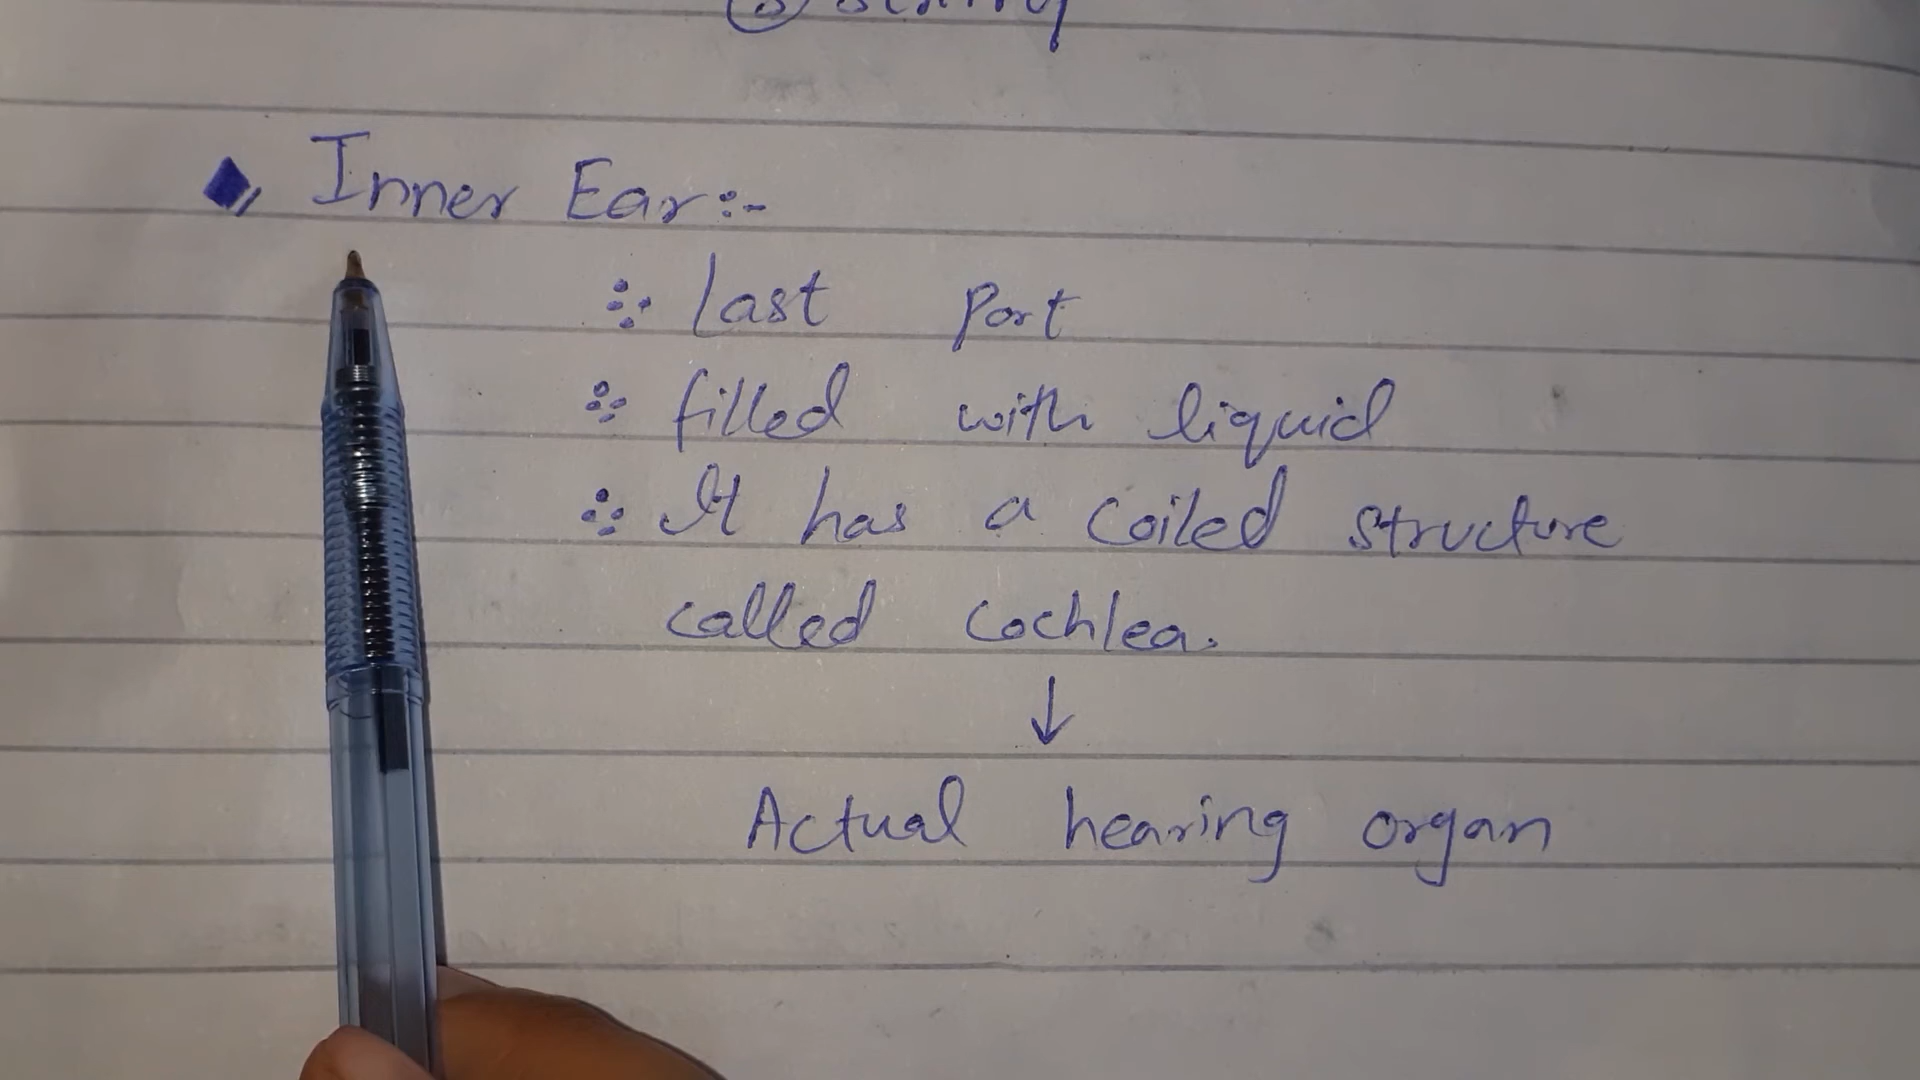 Inner Ear:-
Last Part
filled with liquid
It has a coiled structure
called Cochlea.
↓
Actual hearing organ